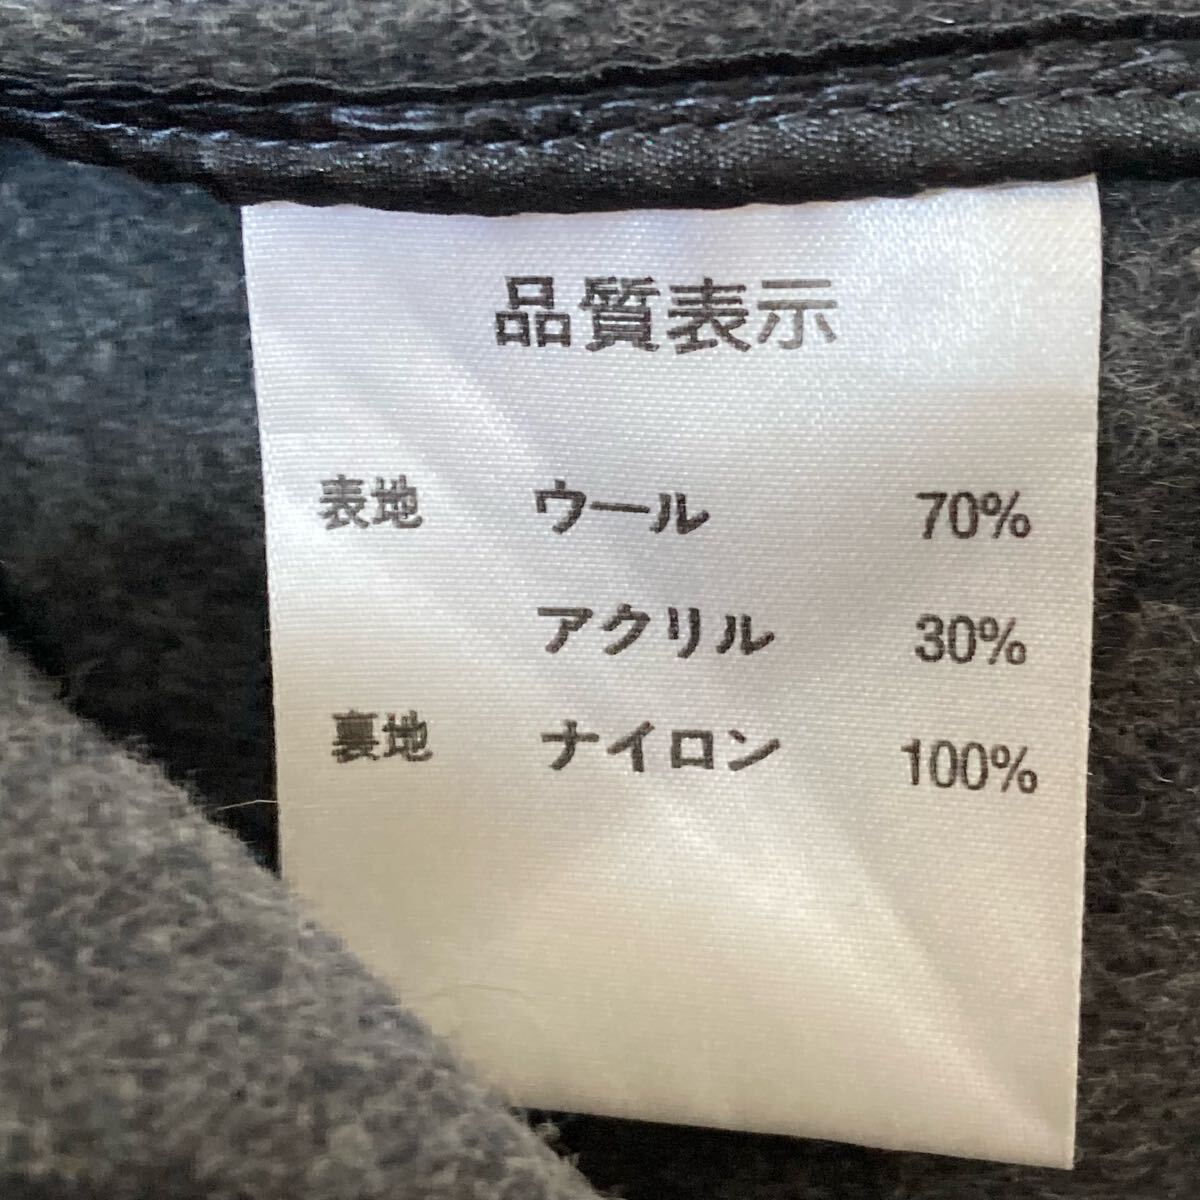 品質表示
表地 ウール 70%
アクリル 30%
裏地 ナイロン 100%